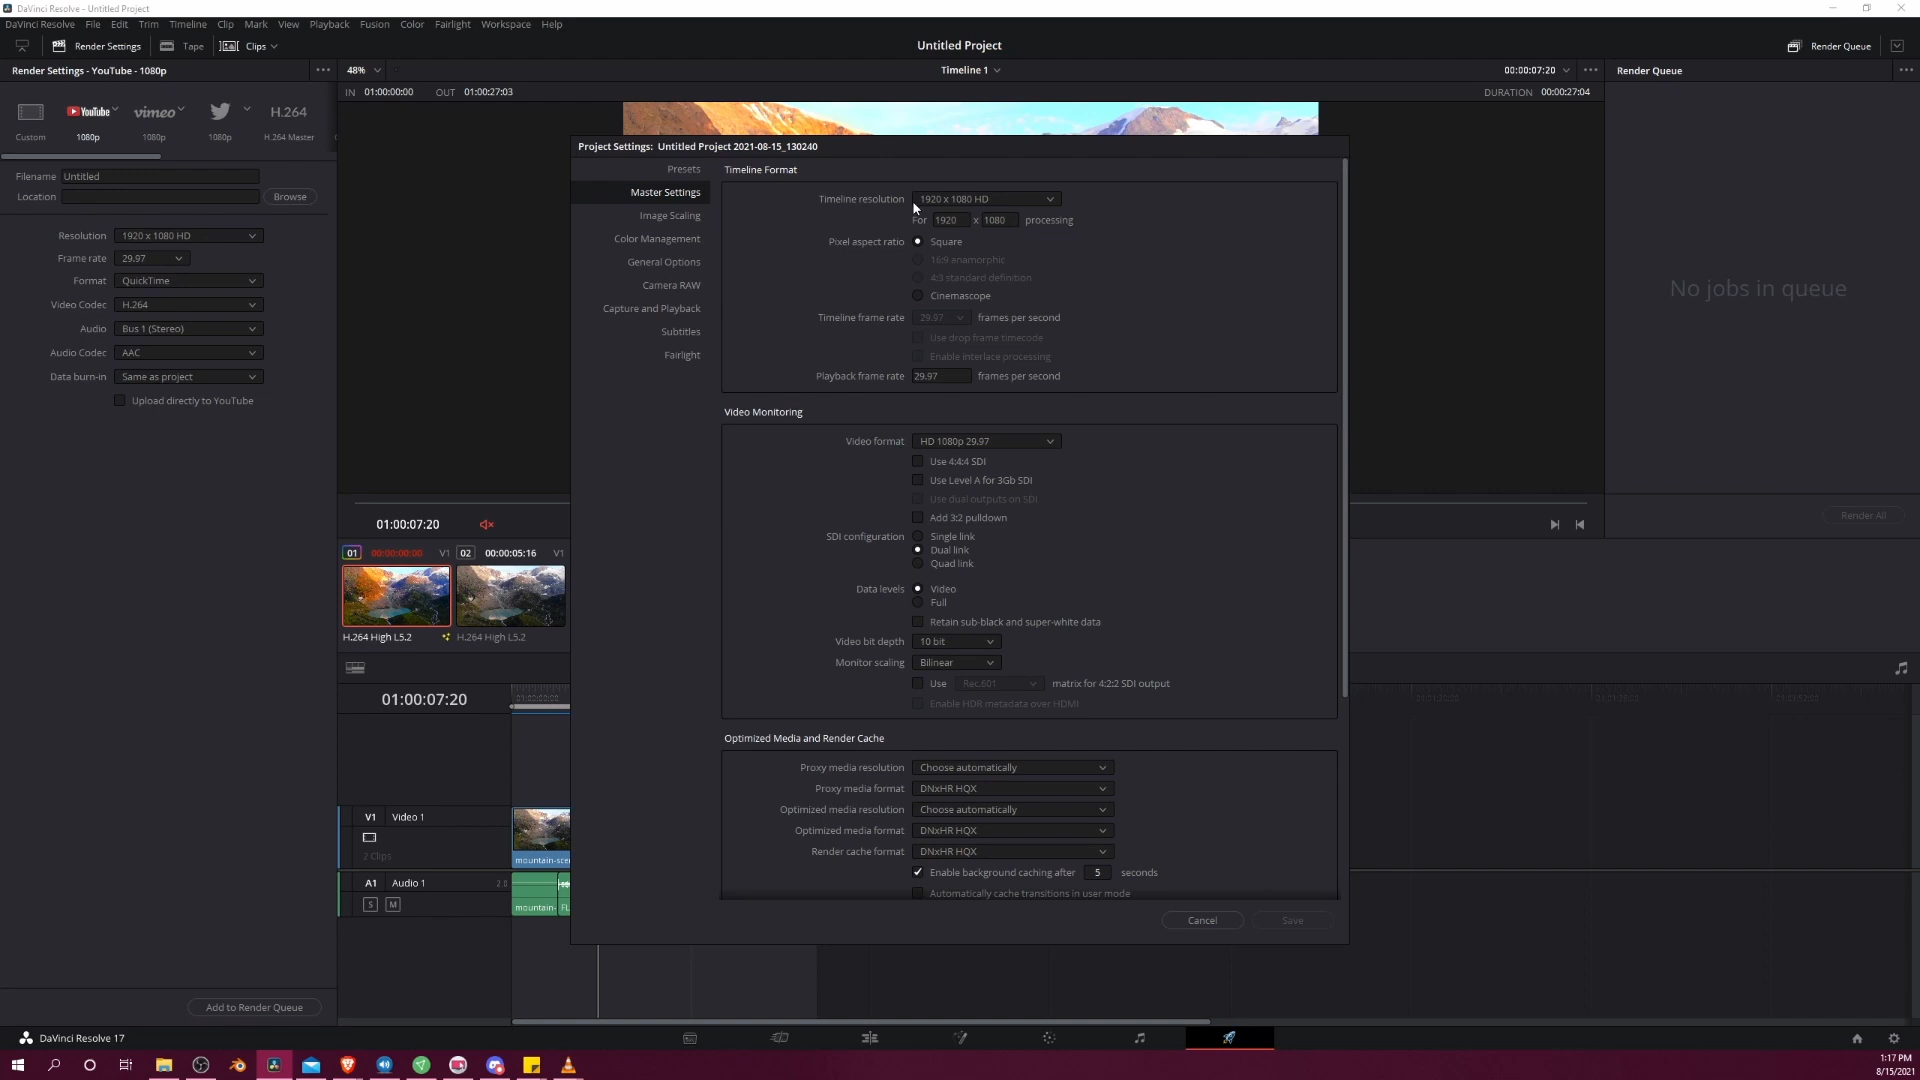 DaVinci Resolve - Untitled Project
DaVinci Resolve File Edit Trim Timeline Clip Mark View Playback Fusion Color Fairlight Workspace Help
Render Settings Tape Clips Untitled Project Render Queue
Render Settings - YouTube - 1080p 48% Timeline 1 00:00:07:20 Render Queue
IN 01:00:00:00 OUT 01:00:27:03 DURATION 00:00:27:04
YouTube vimeo H.264
Custom 1080p 1080p 1080p H.264 Master
Filename Untitled
Location Browse
Resolution 1920 x 1080 HD
Frame rate 29.97
Format QuickTime
Video Codec H.264
Audio Bus 1 (Stereo)
Audio Codec AAC
Data burn-in Same as project
Upload directly to YouTube
Add to Render Queue
Project Settings: Untitled Project 2021-08-15_130240
Presets
Master Settings
Image Scaling
Color Management
General Options
Camera RAW
Capture and Playback
Subtitles
Fairlight
Timeline Format
Timeline resolution 1920 x 1080 HD
For 1920 x 1080 processing
Pixel aspect ratio Square
16:9 anamorphic
4:3 standard definition
Cinemascope
Timeline frame rate 29.97 frames per second
Use drop frame timecode
Enable interlace processing
Playback frame rate 29.97 frames per second
Video Monitoring
Video format HD 1080p 29.97
Use 4:4:4 SDI
Use Level A for 3Gb SDI
Use dual outputs on SDI
Add 3:2 pulldown
SDI configuration Single link
Dual link
Quad link
Data levels Video
Full
Retain sub-black and super-white data
Video bit depth 10 bit
Monitor scaling Bilinear
Use Rec.601 matrix for 4:2:2 SDI output
Enable HDR metadata over HDMI
Optimized Media and Render Cache
Proxy media resolution Choose automatically
Proxy media format DNxHR HQX
Optimized media resolution Choose automatically
Optimized media format DNxHR HQX
Render cache format DNxHR HQX
Enable background caching after 5 seconds
Automatically cache transitions in user mode
Cancel Save
No jobs in queue
Render All
01:00:07:20
01 00:00:00:00 V1 02 00:00:05:16 V1
H.264 High L5.2 H.264 High L5.2
01:00:07:20
V1 Video 1
2 Clips
mountain-sce
A1 Audio 1 2.0
S M
mountain- FL
DaVinci Resolve 17
1:17 PM
8/15/2021